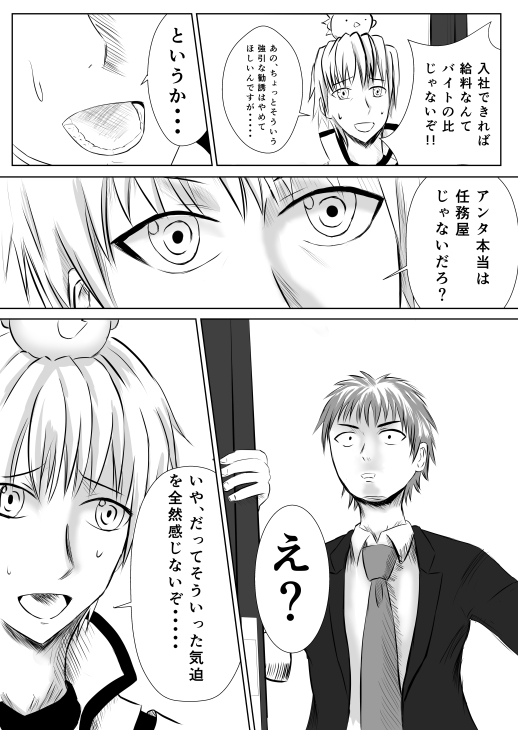 入社できれば
給料なんて
バイトの比
じゃないぞ!!
あの、ちょっとそういう
強引な勧誘はやめて
ほしいんですが・・・・・
というか・・・
アンタ本当は
任務屋
じゃないだろ？
え？
いや、だってそういった気迫
を全然感じないぞ・・・・・